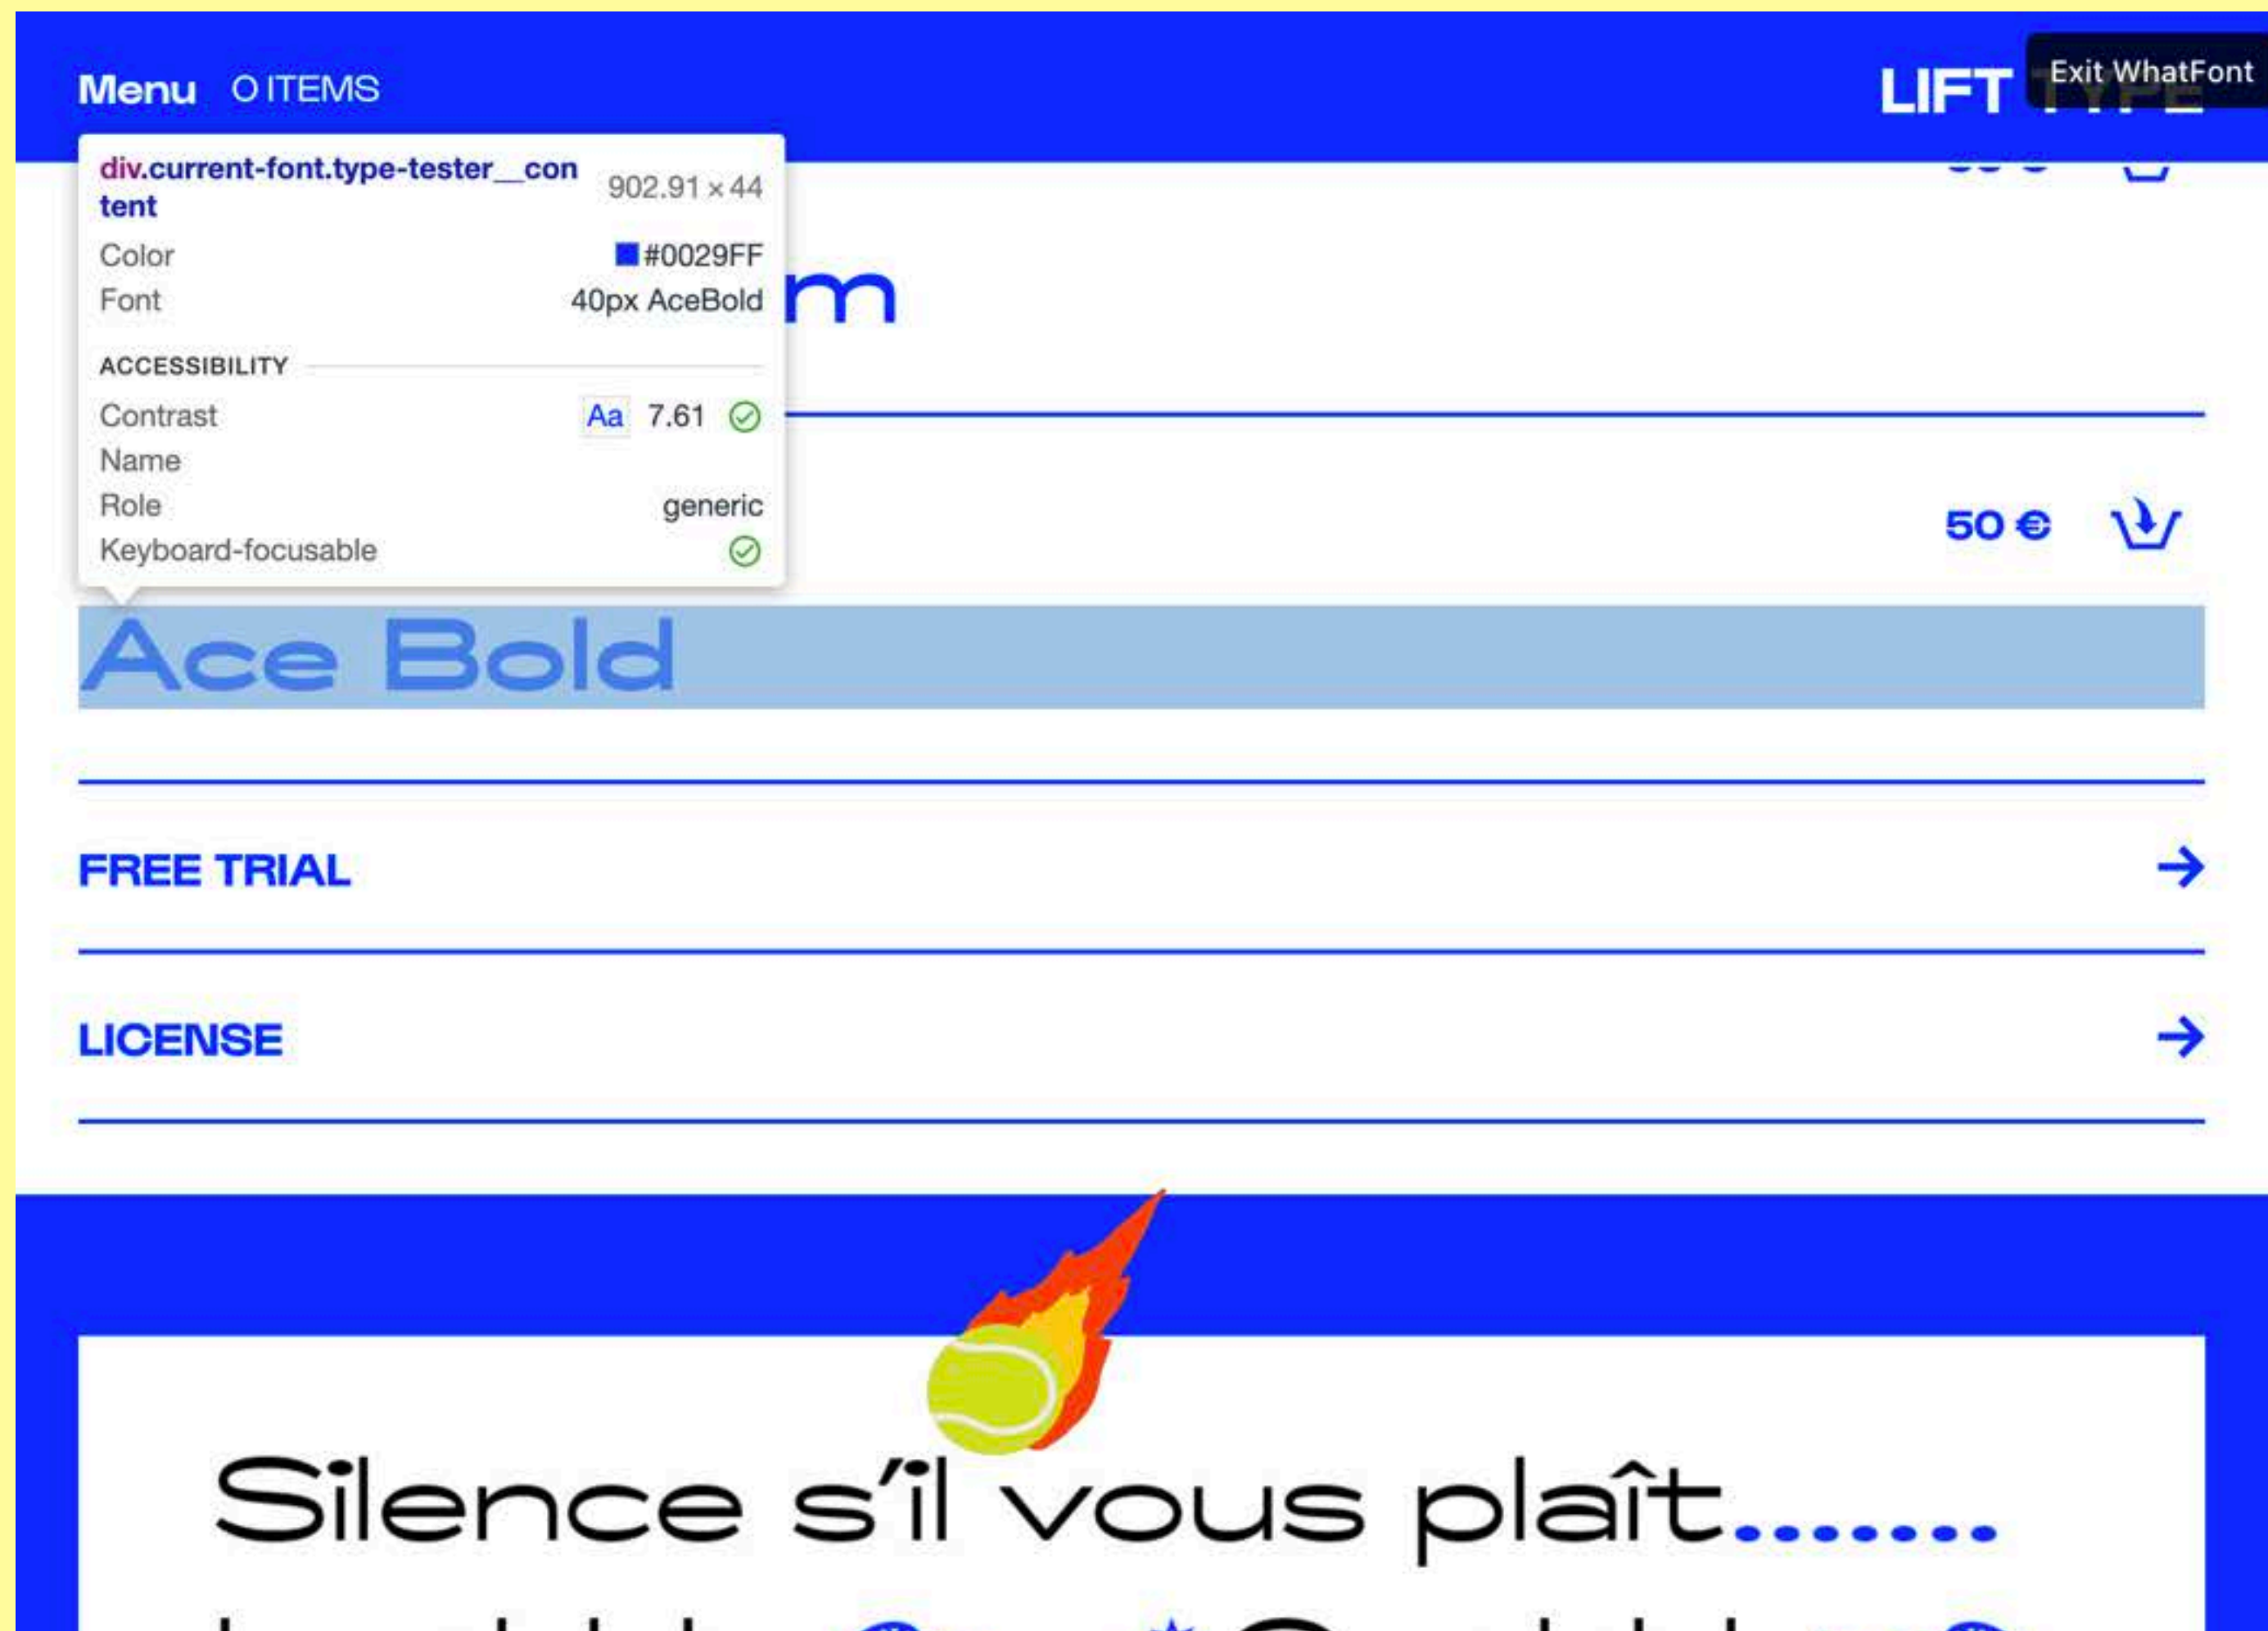 Menu O ITEMS
LIFT TYPE
Exit WhatFont
div.current-font.type-tester__con
tent
902.91 × 44
Color #0029FF
Font 40px AceBold
m
ACCESSIBILITY
Contrast Aa 7.61
Name
Role generic
Keyboard-focusable
50 €
Ace Bold
FREE TRIAL →
LICENSE →
Silence s’il vous plaît.......